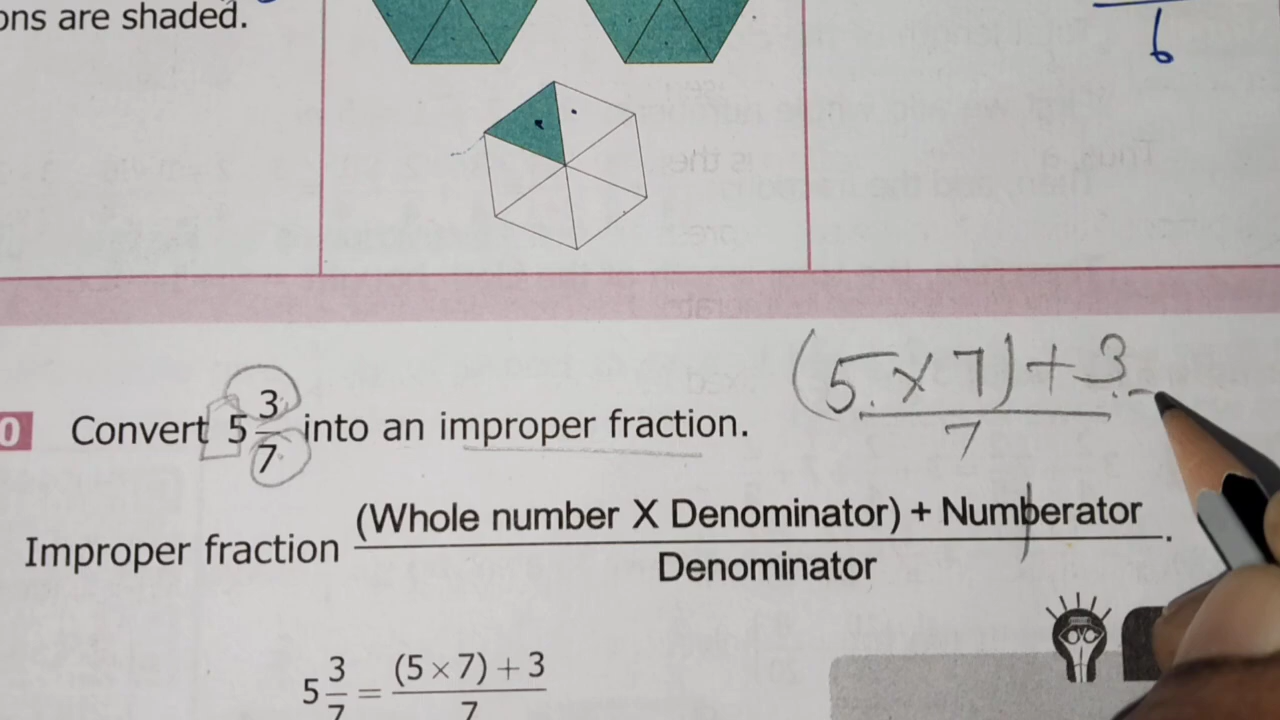 ons are shaded.
6
(5 × 7) + 3
7
0 Convert 5 3/7 into an improper fraction.
Improper fraction (Whole number X Denominator) + Numberator
Denominator .
5 3/7 = (5 × 7) + 3
7